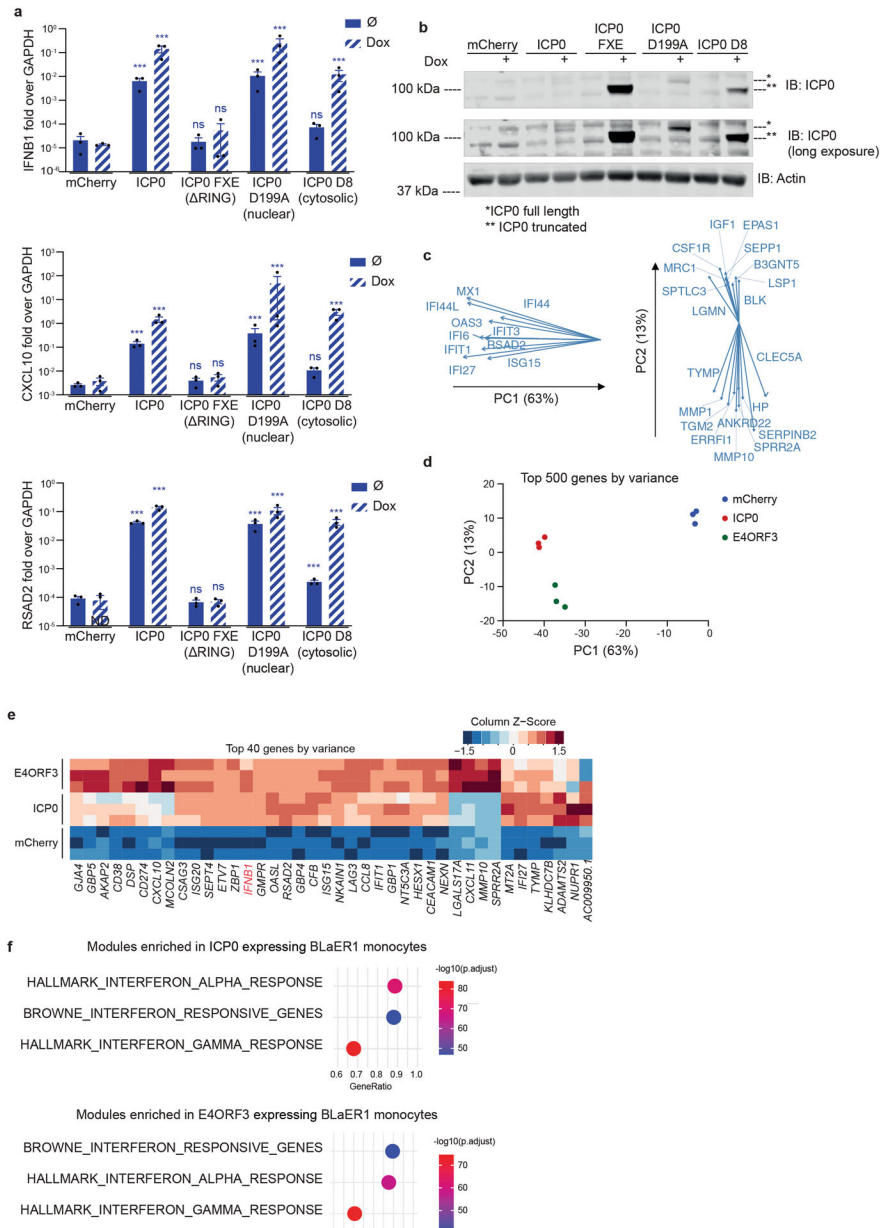 a
IFNB1 fold over GAPDH
10⁰
10⁻¹
10⁻²
10⁻³
10⁻⁴
10⁻⁵
10⁻⁶
***
***
ns
ns
***
***
***
Ø
Dox
mCherry
ICP0
ICP0 FXE
(ΔRING)
ICP0
D199A
(nuclear)
ICP0 D8
(cytosolic)
CXCL10 fold over GAPDH
10³
10²
10¹
10⁰
10⁻¹
10⁻²
10⁻³
***
***
ns
ns
***
***
ns
***
Ø
Dox
mCherry
ICP0
ICP0 FXE
(ΔRING)
ICP0
D199A
(nuclear)
ICP0 D8
(cytosolic)
RSAD2 fold over GAPDH
10⁰
10⁻¹
10⁻²
10⁻³
10⁻⁴
10⁻⁵
***
***
ns
ns
***
***
***
***
Ø
Dox
ND
mCherry
ICP0
ICP0 FXE
(ΔRING)
ICP0
D199A
(nuclear)
ICP0 D8
(cytosolic)
b
mCherry
ICP0
ICP0
FXE
ICP0
D199A
ICP0 D8
Dox + + + + +
100 kDa
*
**
IB: ICP0
100 kDa
*
**
IB: ICP0
(long exposure)
37 kDa
IB: Actin
*ICP0 full length
** ICP0 truncated
c
MX1
IFI44
IFI44L
OAS3
IFIT3
IFI6
RSAD2
IFIT1
ISG15
IFI27
PC1 (63%)
PC2 (13%)
IGF1
EPAS1
CSF1R
SEPP1
MRC1
B3GNT5
SPTLC3
LSP1
BLK
LGMN
CLEC5A
TYMP
MMP1
HP
TGM2
ANKRD22
ERRFI1
SERPINB2
SPRR2A
MMP10
d
Top 500 genes by variance
PC2 (13%)
20
10
0
-10
-20
-50
-40
-30
-20
-10
0
PC1 (63%)
mCherry
ICP0
E4ORF3
e
Top 40 genes by variance
Column Z−Score
−1.5
0
1.5
E4ORF3
ICP0
mCherry
GJA4
GBP5
AKAP2
CD38
DSP
CD274
CXCL10
MCOLN2
CSAG3
ISG20
SEPT4
ETV7
ZBP1
IFNB1
GMPR
OASL
RSAD2
GBP4
CFB
ISG15
NKAIN1
LAG3
CCL8
IFIT1
GBP1
NT5C3A
HESX1
CEACAM1
NEXN
LGALS17A
CXCL11
MMP10
SPRR2A
MT2A
IFI27
TYMP
KLHDC7B
ADAMTS2
NUPR1
AC009950.1
f
Modules enriched in ICP0 expressing BLaER1 monocytes
HALLMARK_INTERFERON_ALPHA_RESPONSE
BROWNE_INTERFERON_RESPONSIVE_GENES
HALLMARK_INTERFERON_GAMMA_RESPONSE
0.6 0.7 0.8 0.9 1.0
GeneRatio
-log10(p.adjust)
80
70
60
50
Modules enriched in E4ORF3 expressing BLaER1 monocytes
BROWNE_INTERFERON_RESPONSIVE_GENES
HALLMARK_INTERFERON_ALPHA_RESPONSE
HALLMARK_INTERFERON_GAMMA_RESPONSE
-log10(p.adjust)
70
60
50